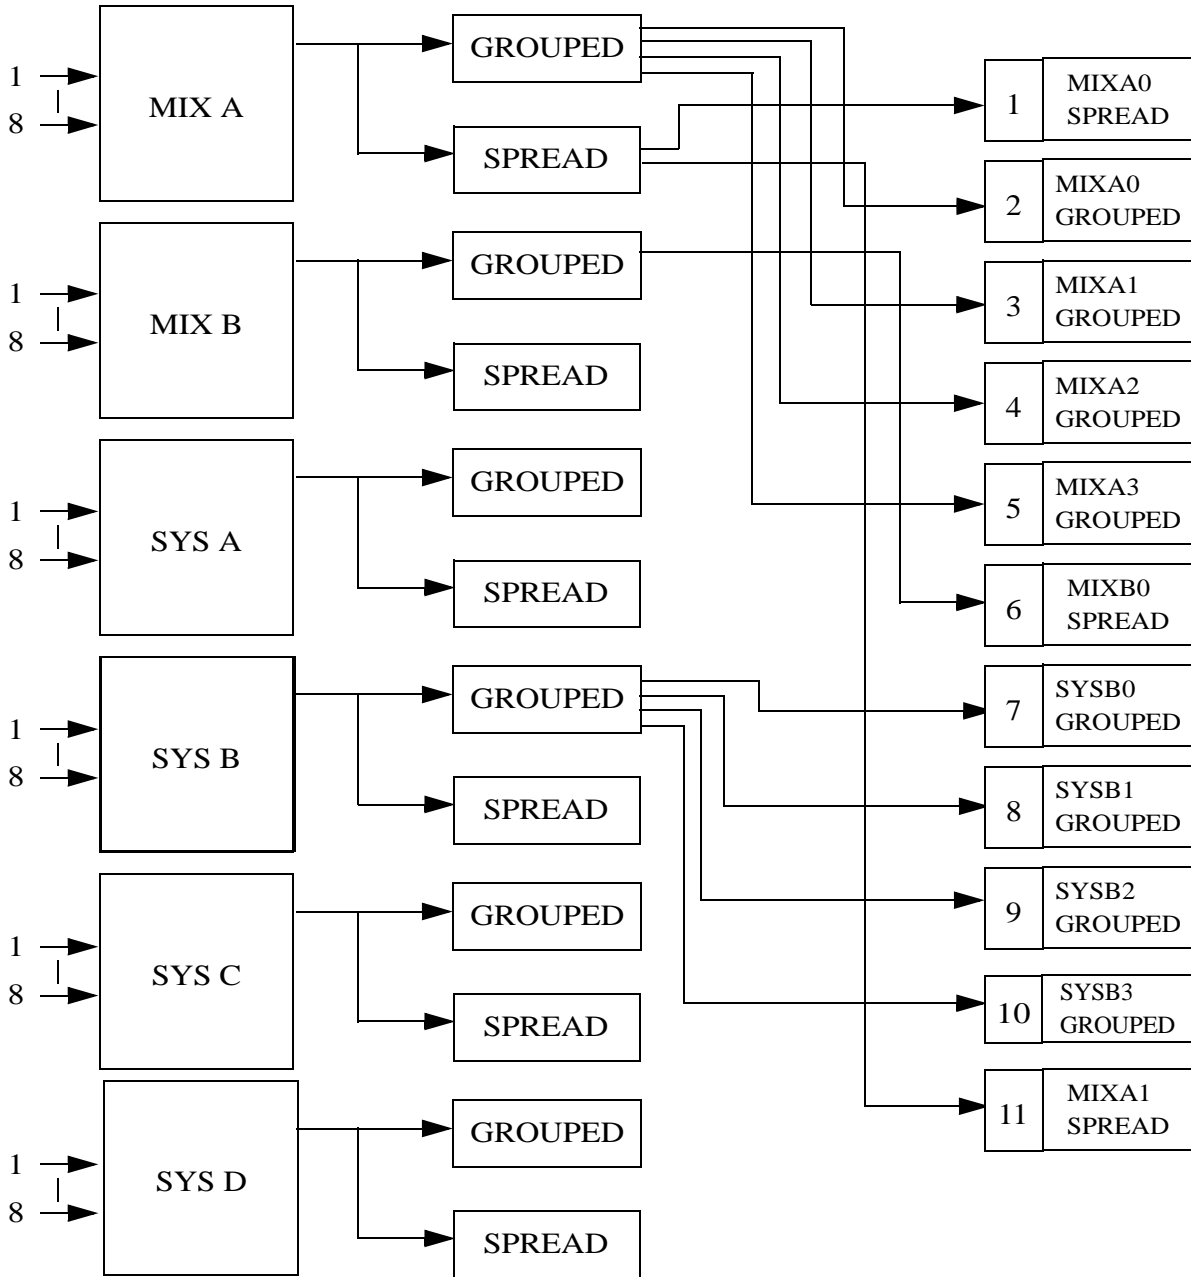 1
8
MIX A
GROUPED
SPREAD
1
8
MIX B
GROUPED
SPREAD
1
8
SYS A
GROUPED
SPREAD
1
8
SYS B
GROUPED
SPREAD
1
8
SYS C
GROUPED
SPREAD
1
8
SYS D
GROUPED
SPREAD
1
MIXA0
SPREAD
2
MIXA0
GROUPED
3
MIXA1
GROUPED
4
MIXA2
GROUPED
5
MIXA3
GROUPED
6
MIXB0
SPREAD
7
SYSB0
GROUPED
8
SYSB1
GROUPED
9
SYSB2
GROUPED
10
SYSB3
GROUPED
11
MIXA1
SPREAD